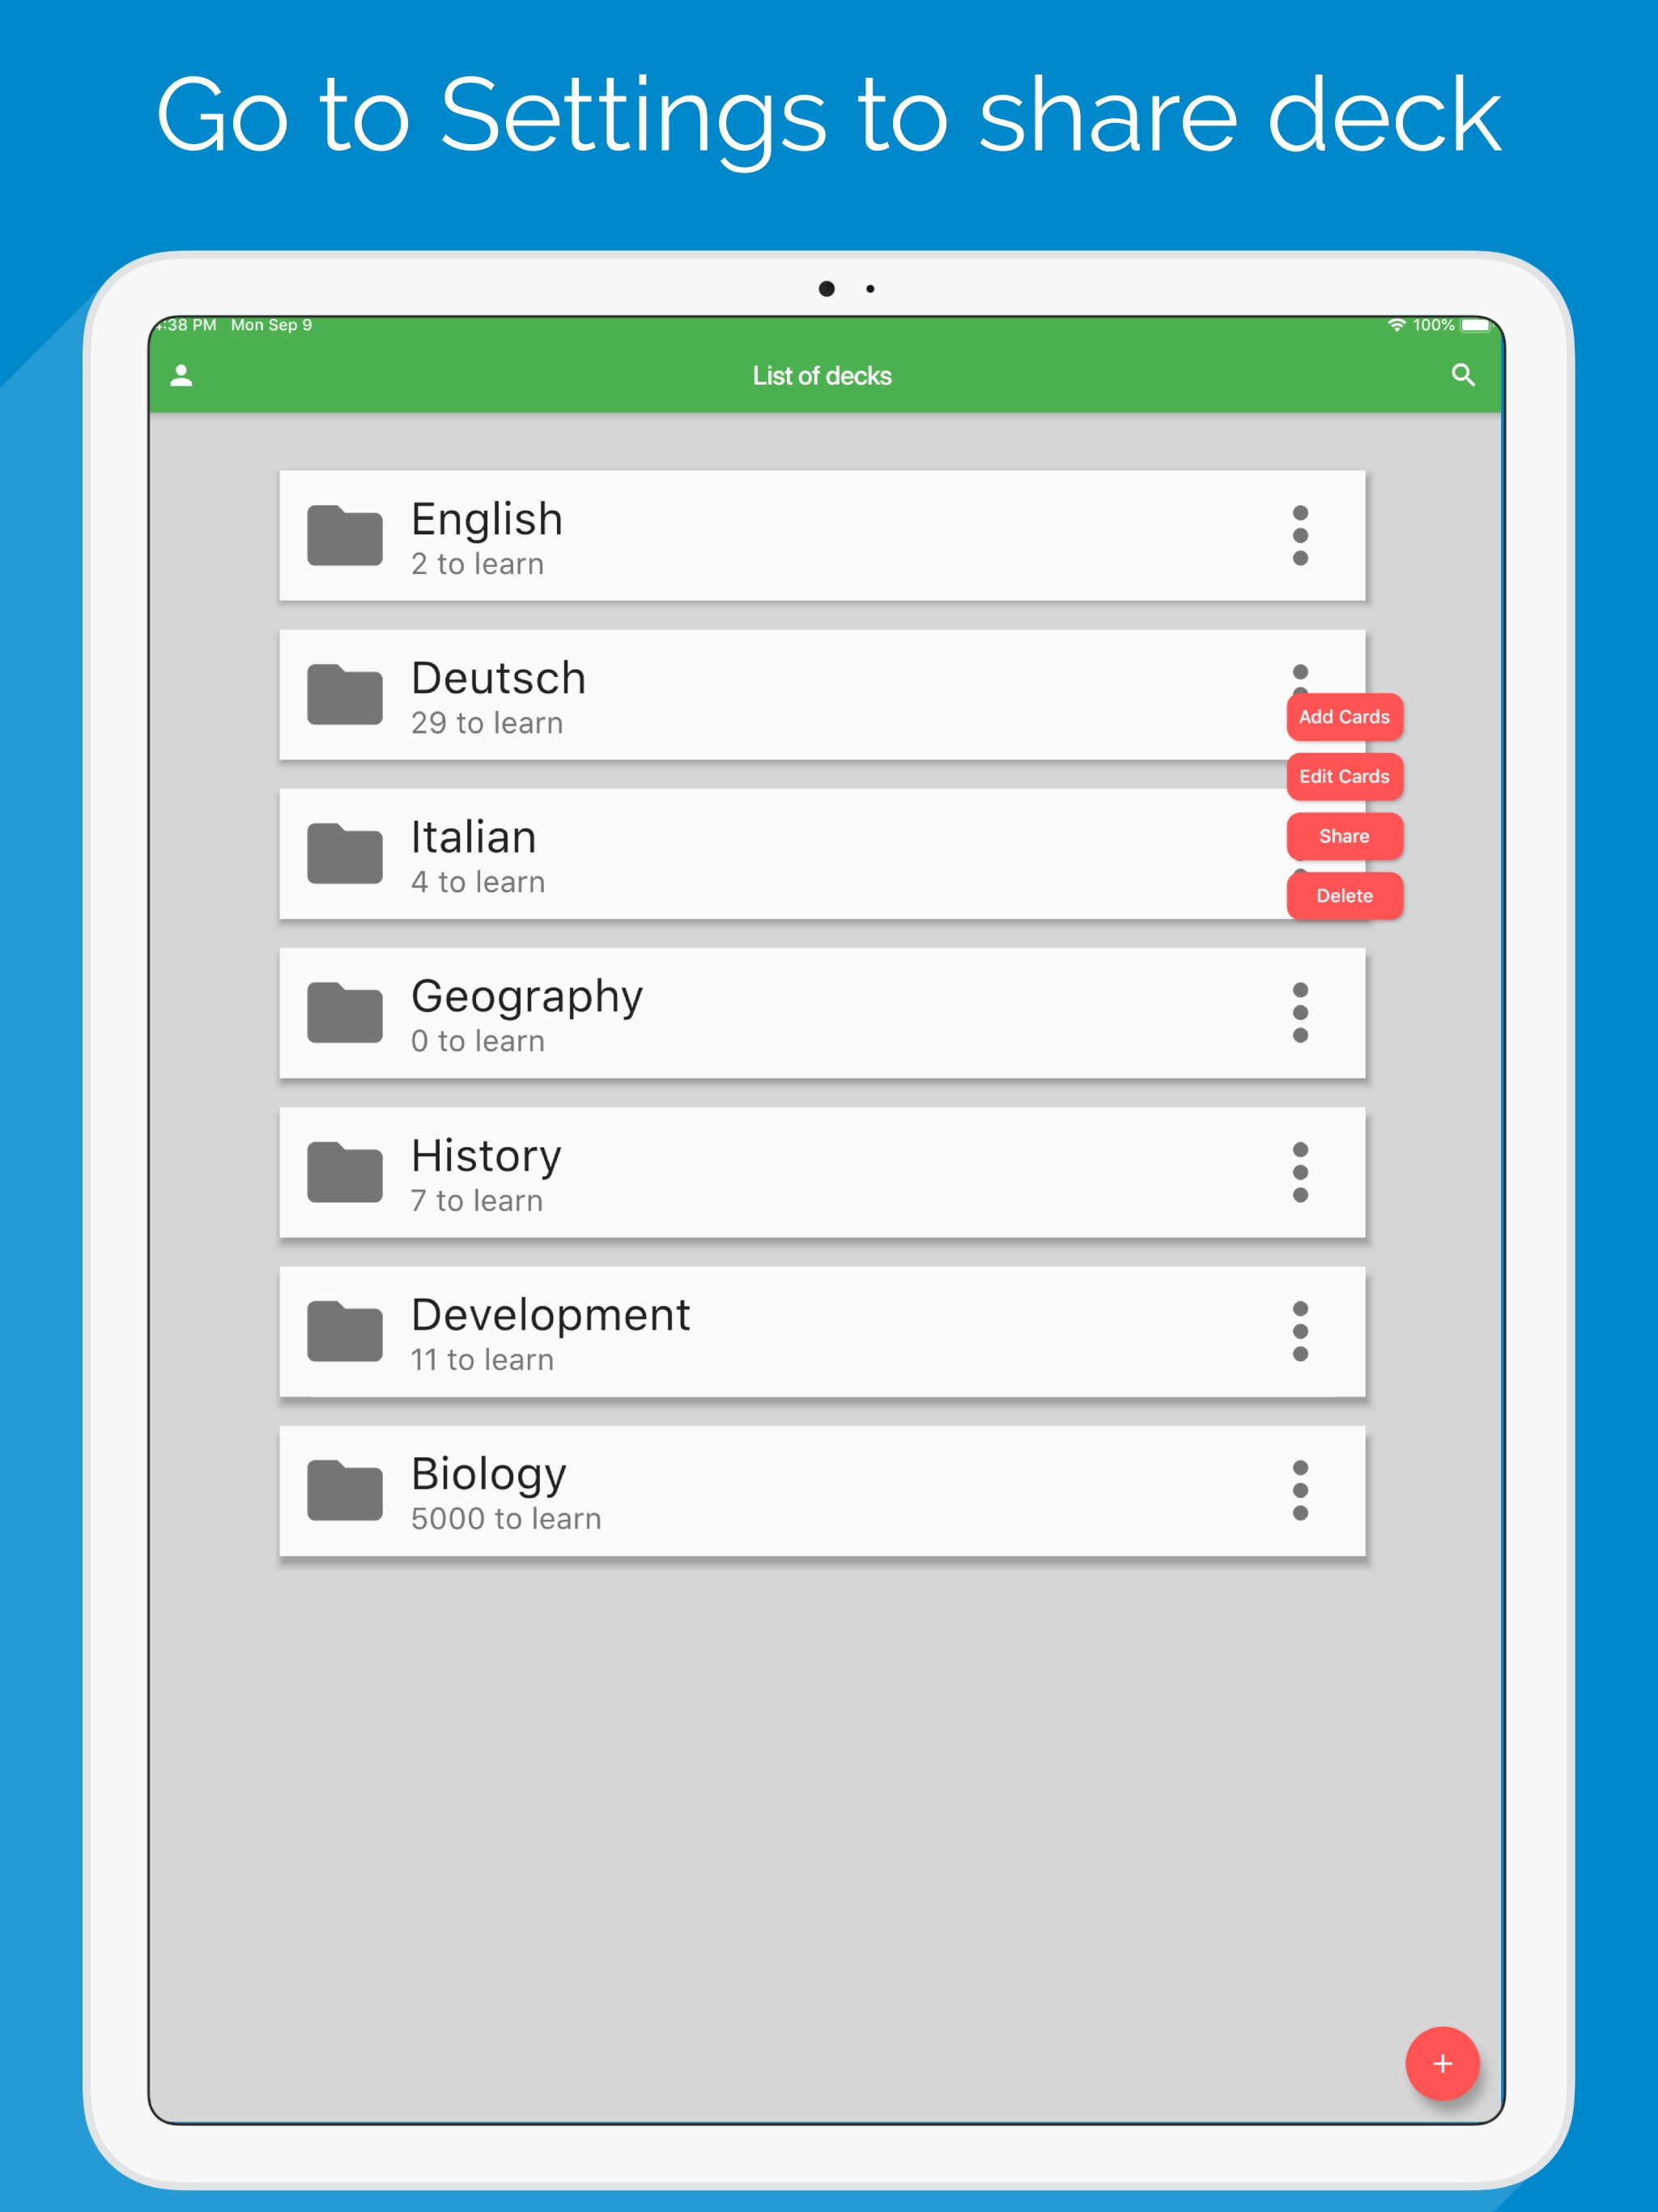 Go to Settings to share deck
4:38 PM Mon Sep 9 100%
List of decks
English
2 to learn
Deutsch
29 to learn
Add Cards
Edit Cards
Italian
4 to learn
Share
Delete
Geography
0 to learn
History
7 to learn
Development
11 to learn
Biology
5000 to learn
+